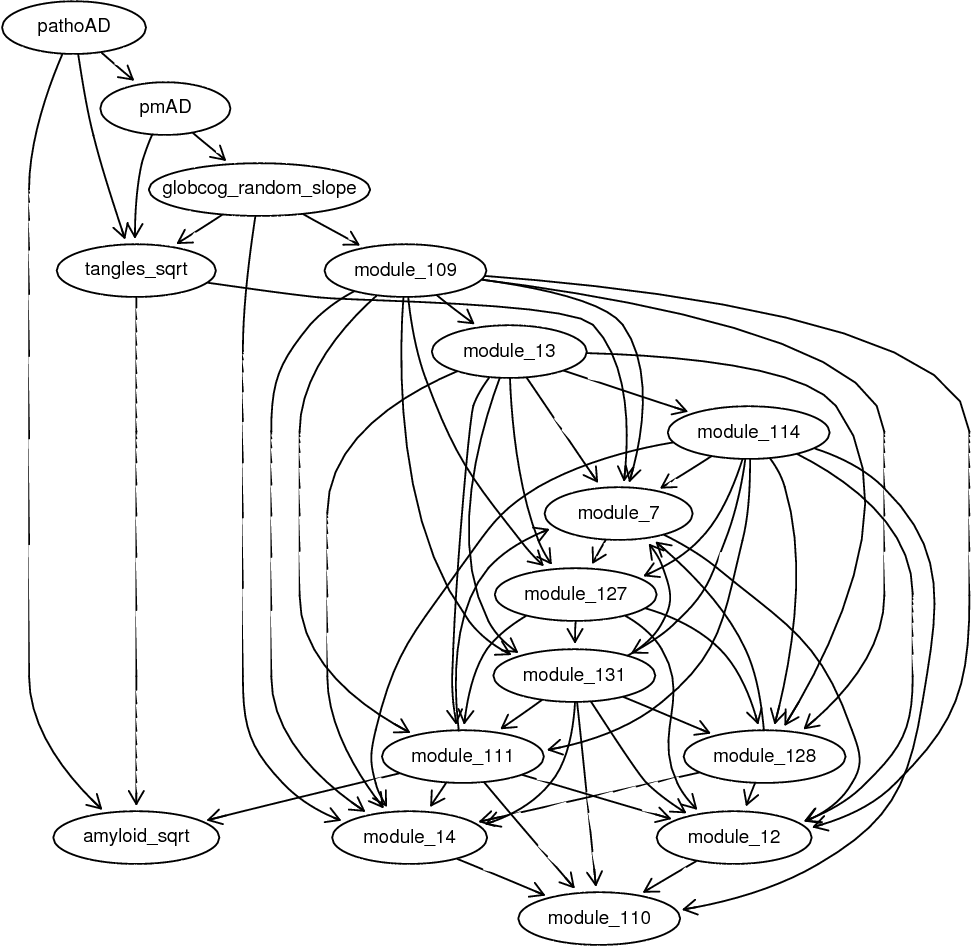 pathoAD
pmAD
globcog_random_slope
tangles_sqrt
module_109
module_13
module_114
module_7
module_127
module_131
module_111
module_128
amyloid_sqrt
module_14
module_12
module_110